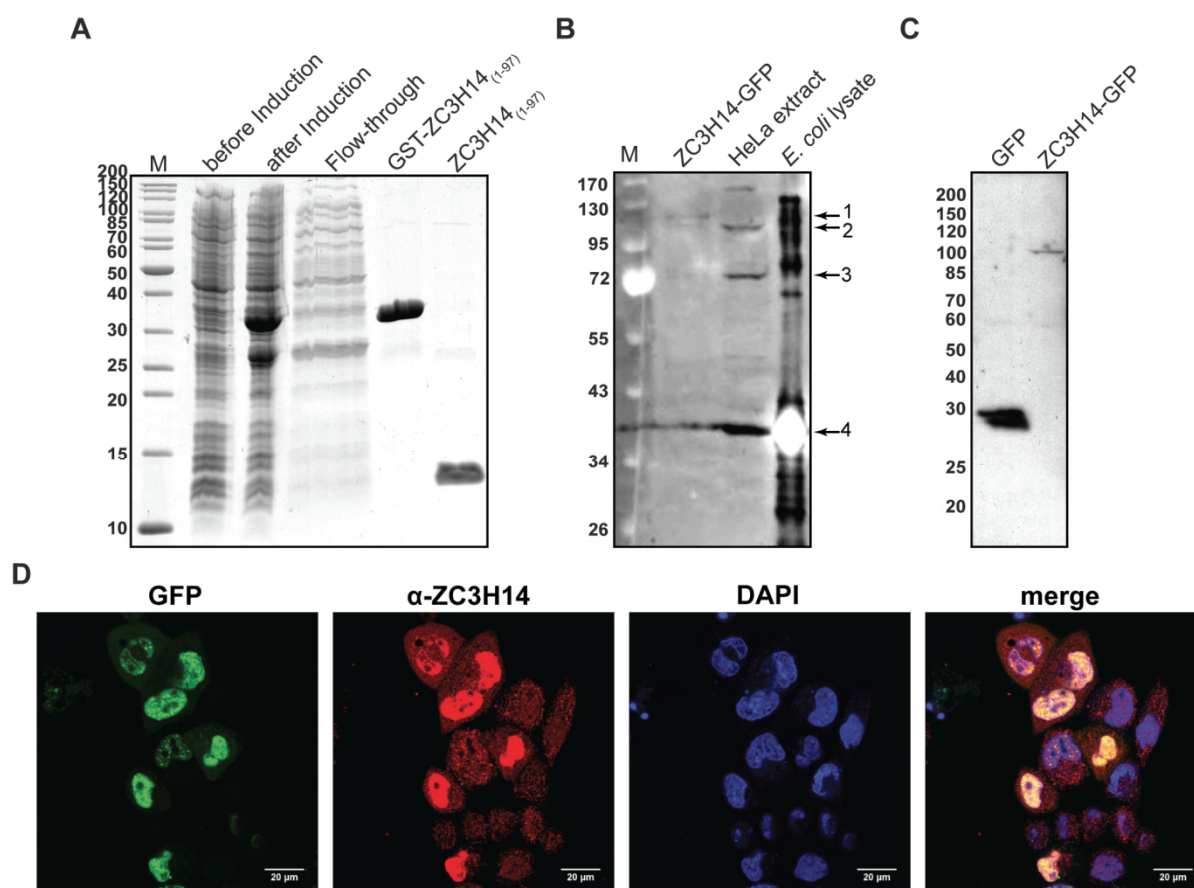 A
M
before Induction
after Induction
Flow-through
GST-ZC3H14(1-97)
ZC3H14(1-97)
200
150
120
100
85
70
60
50
40
30
25
20
15
10
B
M
ZC3H14-GFP
HeLa extract
E. coli lysate
170
130
95
72
55
43
34
26
1
2
3
4
C
GFP
ZC3H14-GFP
200
150
120
100
85
70
60
50
40
30
25
20
D
GFP
α-ZC3H14
DAPI
merge
20 µm
20 µm
20 µm
20 µm